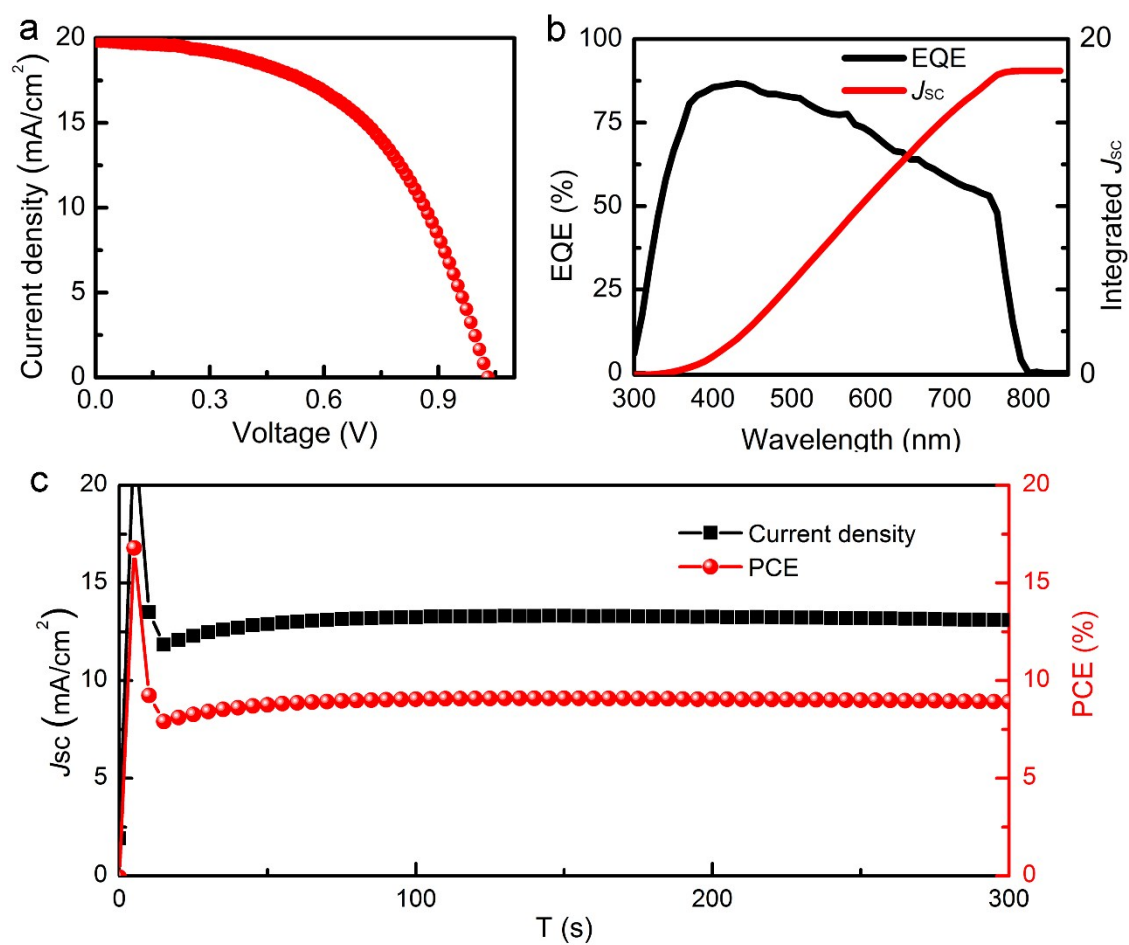 a
Current density (mA/cm²)
20
15
10
5
0
0.0 0.3 0.6 0.9
Voltage (V)
b
EQE (%)
100
75
50
25
0
EQE
JSC
20
0
Integrated JSC
300 400 500 600 700 800
Wavelength (nm)
c
Jsc (mA/cm²)
20
15
10
5
0
Current density
PCE
20
15
10
5
0
PCE (%)
0 100 200 300
T (s)